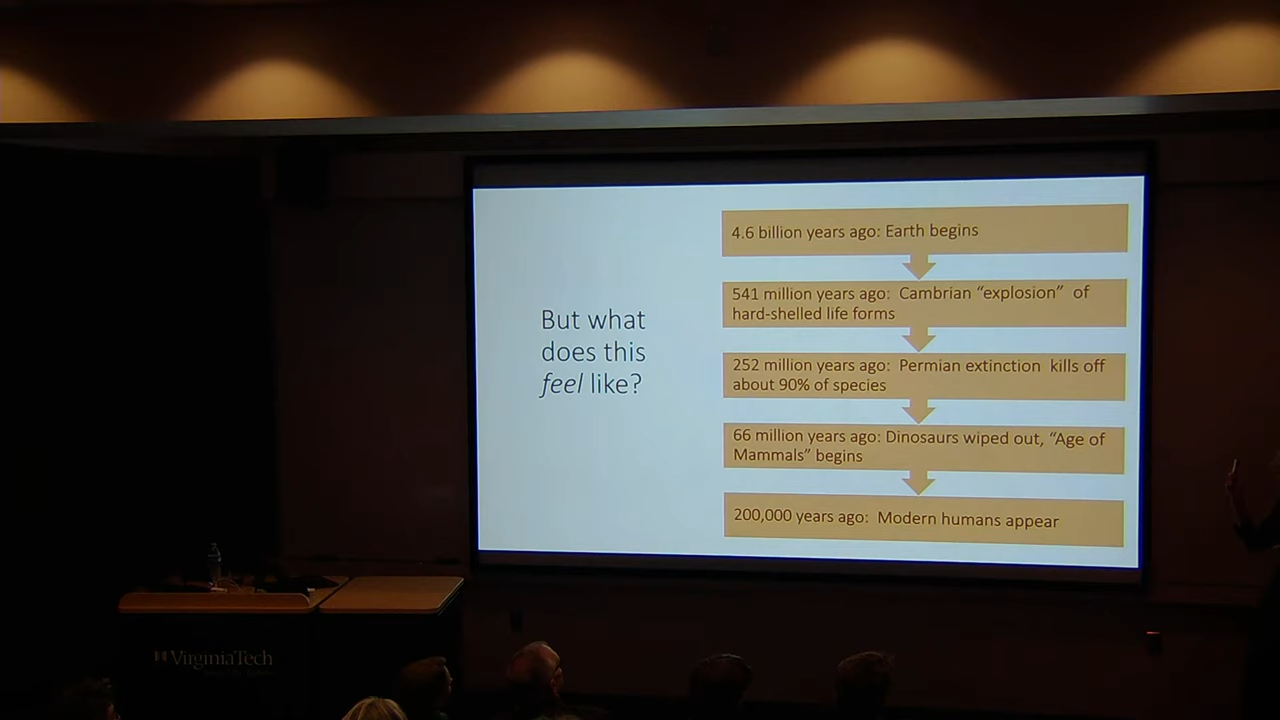 But what
does this
feel like?
4.6 billion years ago: Earth begins
541 million years ago: Cambrian “explosion” of
hard-shelled life forms
252 million years ago: Permian extinction kills off
about 90% of species
66 million years ago: Dinosaurs wiped out, “Age of
Mammals” begins
200,000 years ago: Modern humans appear
VirginiaTech